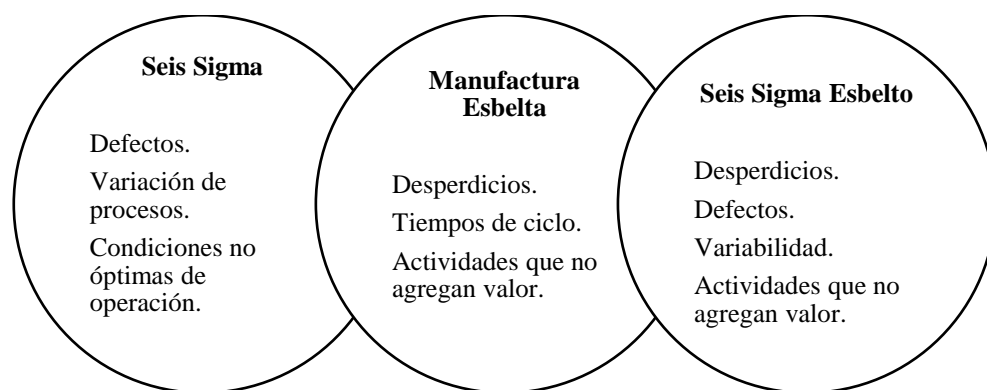 Seis Sigma
Defectos.
Variación de
procesos.
Condiciones no
óptimas de
operación.
Manufactura
Esbelta
Desperdicios.
Tiempos de ciclo.
Actividades que no
agregan valor.
Seis Sigma Esbelto
Desperdicios.
Defectos.
Variabilidad.
Actividades que no
agregan valor.